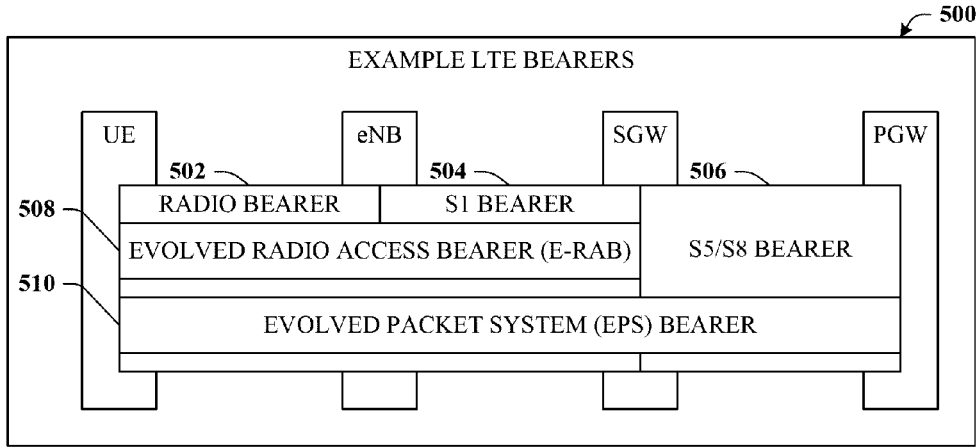 500
EXAMPLE LTE BEARERS
UE eNB SGW PGW
502 504 506
RADIO BEARER S1 BEARER
508
EVOLVED RADIO ACCESS BEARER (E-RAB) S5/S8 BEARER
510
EVOLVED PACKET SYSTEM (EPS) BEARER